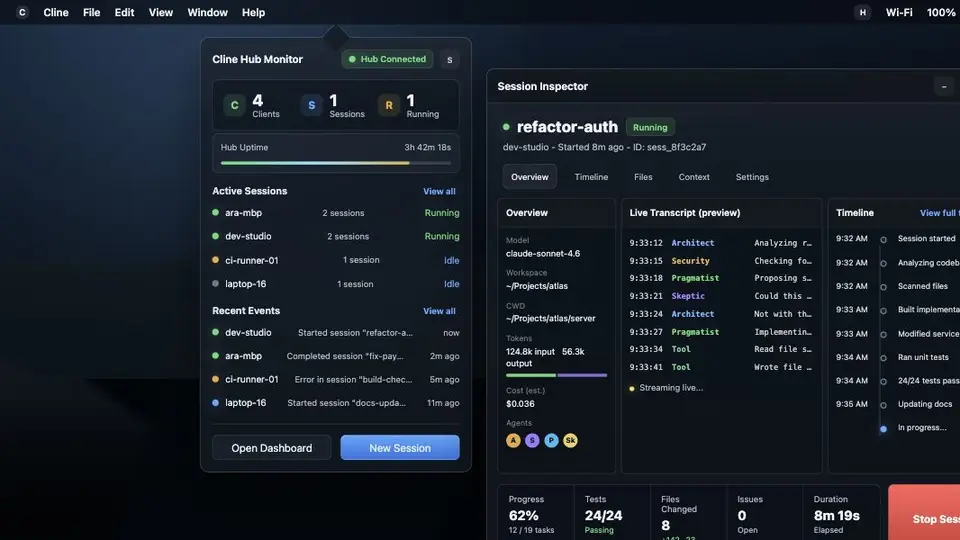 C Cline File Edit View Window Help H Wi-Fi 100%
Cline Hub Monitor
Hub Connected
S
C 4 Clients
S 1 Sessions
R 1 Running
Hub Uptime 3h 42m 18s
Active Sessions View all
ara-mbp 2 sessions Running
dev-studio 2 sessions Running
ci-runner-01 1 session Idle
laptop-16 1 session Idle
Recent Events View all
dev-studio Started session "refactor-a... now
ara-mbp Completed session "fix-pay... 2m ago
ci-runner-01 Error in session "build-chec... 5m ago
laptop-16 Started session "docs-upda... 11m ago
Open Dashboard New Session
Session Inspector
–
refactor-auth Running
dev-studio - Started 8m ago - ID: sess_8f3c2a7
Overview Timeline Files Context Settings
Overview
Model
claude-sonnet-4.6
Workspace
~/Projects/atlas
CWD
~/Projects/atlas/server
Tokens
124.8k input 56.3k
output
Cost (est.)
$0.036
Agents
A S P Sk
Live Transcript (preview)
9:33:12 Architect Analyzing r…
9:33:15 Security Checking fo…
9:33:18 Pragmatist Proposing s…
9:33:21 Skeptic Could this …
9:33:24 Architect Not with th…
9:33:27 Pragmatist Implementin…
9:33:34 Tool Read file s…
9:33:41 Tool Wrote file …
Streaming live...
Timeline View full
9:32 AM Session started
9:32 AM Analyzing codeb
9:32 AM Scanned files
9:33 AM Built implementa
9:33 AM Modified service
9:34 AM Ran unit tests
9:34 AM 24/24 tests pass
9:35 AM Updating docs
In progress...
Progress
62%
12 / 19 tasks
Tests
24/24
Passing
Files
Changed
8
Issues
0
Open
Duration
8m 19s
Elapsed
Stop Sess